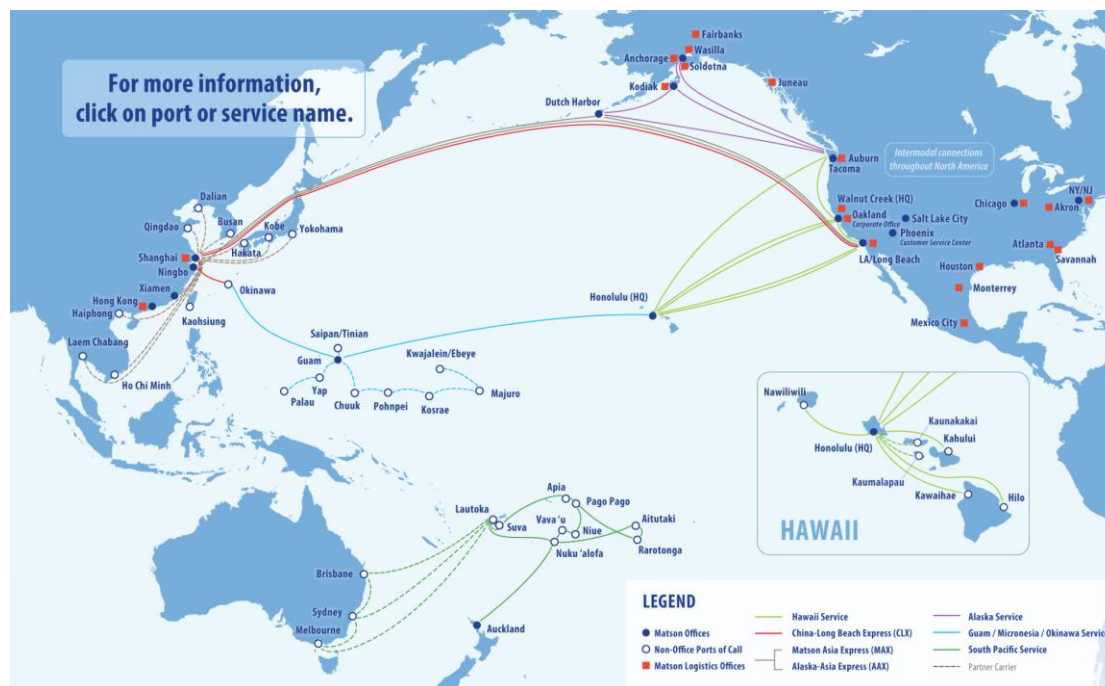 For more information,
click on port or service name.
Fairbanks
Wasilla
Anchorage
Soldotna
Kodiak
Juneau
Dutch Harbor
Auburn
Tacoma
Intermodal connections
throughout North America
Walnut Creek (HQ)
Oakland
Corporate Office
Salt Lake City
Phoenix
Customer Service Center
LA/Long Beach
Chicago
NY/NJ
Akron
Atlanta
Savannah
Houston
Monterrey
Mexico City
Dalian
Qingdao
Busan
Kobe
Yokohama
Hakata
Shanghai
Ningbo
Xiamen
Okinawa
Hong Kong
Haiphong
Kaohsiung
Laem Chabang
Ho Chi Minh
Honolulu (HQ)
Saipan/Tinian
Guam
Kwajalein/Ebeye
Yap
Palau
Chuuk
Pohnpei
Kosrae
Majuro
Nawiliwili
Kaunakakai
Honolulu (HQ)
Kahului
Kaumalapau
Kawaihae
Hilo
HAWAII
Apia
Pago Pago
Lautoka
Suva
Vava 'u
Niue
Aitutaki
Nuku 'alofa
Rarotonga
Brisbane
Sydney
Melbourne
Auckland
LEGEND
Matson Offices
Non-Office Ports of Call
Matson Logistics Offices
Hawaii Service
China-Long Beach Express (CLX)
Matson Asia Express (MAX)
Alaska-Asia Express (AAX)
Alaska Service
Guam / Micronesia / Okinawa Service
South Pacific Service
Partner Carrier